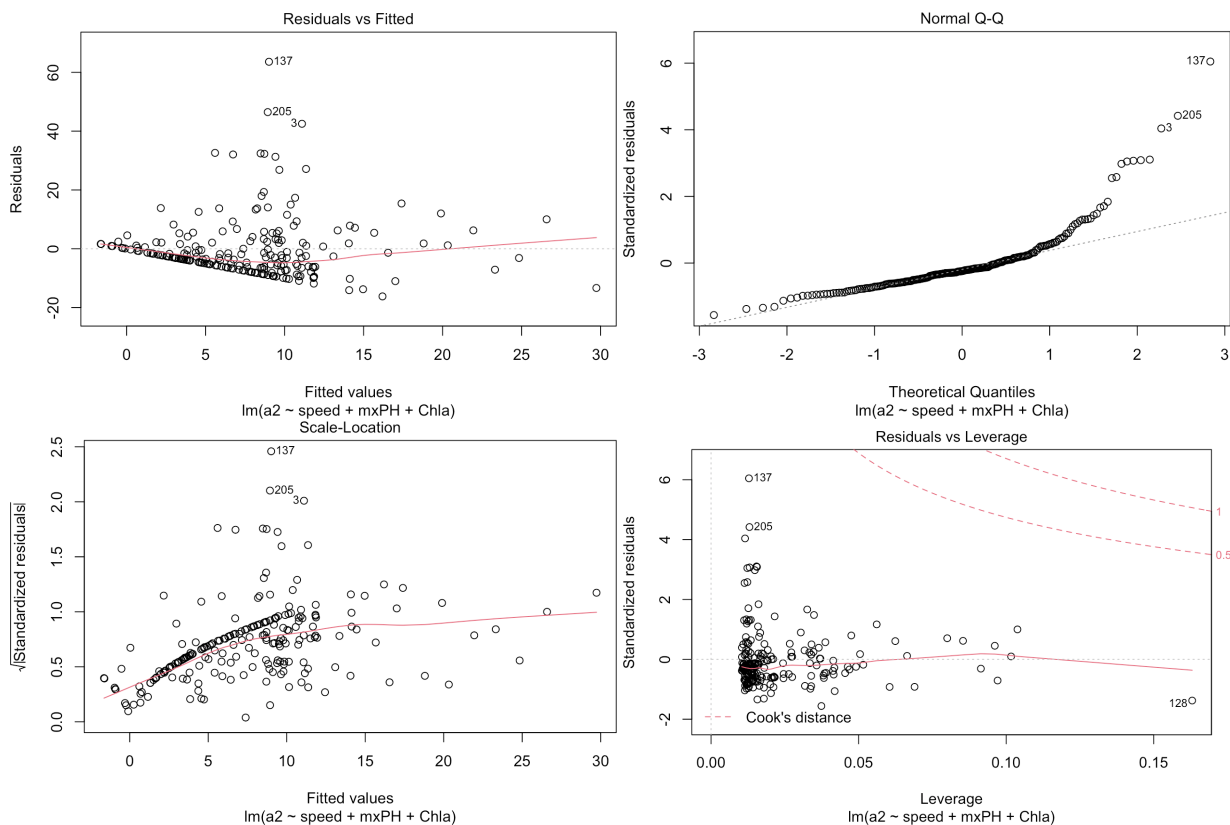 Residuals vs Fitted
Residuals
60
40
20
0
-20
137
205
3
0 5 10 15 20 25 30
Fitted values
lm(a2 ~ speed + mxPH + Chla)
Normal Q-Q
Standardized residuals
6
4
2
0
137
205
3
-3 -2 -1 0 1 2 3
Theoretical Quantiles
lm(a2 ~ speed + mxPH + Chla)
Scale-Location
√|Standardized residuals|
2.5
2.0
1.5
1.0
0.5
0.0
137
205
3
0 5 10 15 20 25 30
Fitted values
lm(a2 ~ speed + mxPH + Chla)
Residuals vs Leverage
Standardized residuals
6
4
2
0
-2
137
205
128
1
0.5
Cook's distance
0.00 0.05 0.10 0.15
Leverage
lm(a2 ~ speed + mxPH + Chla)